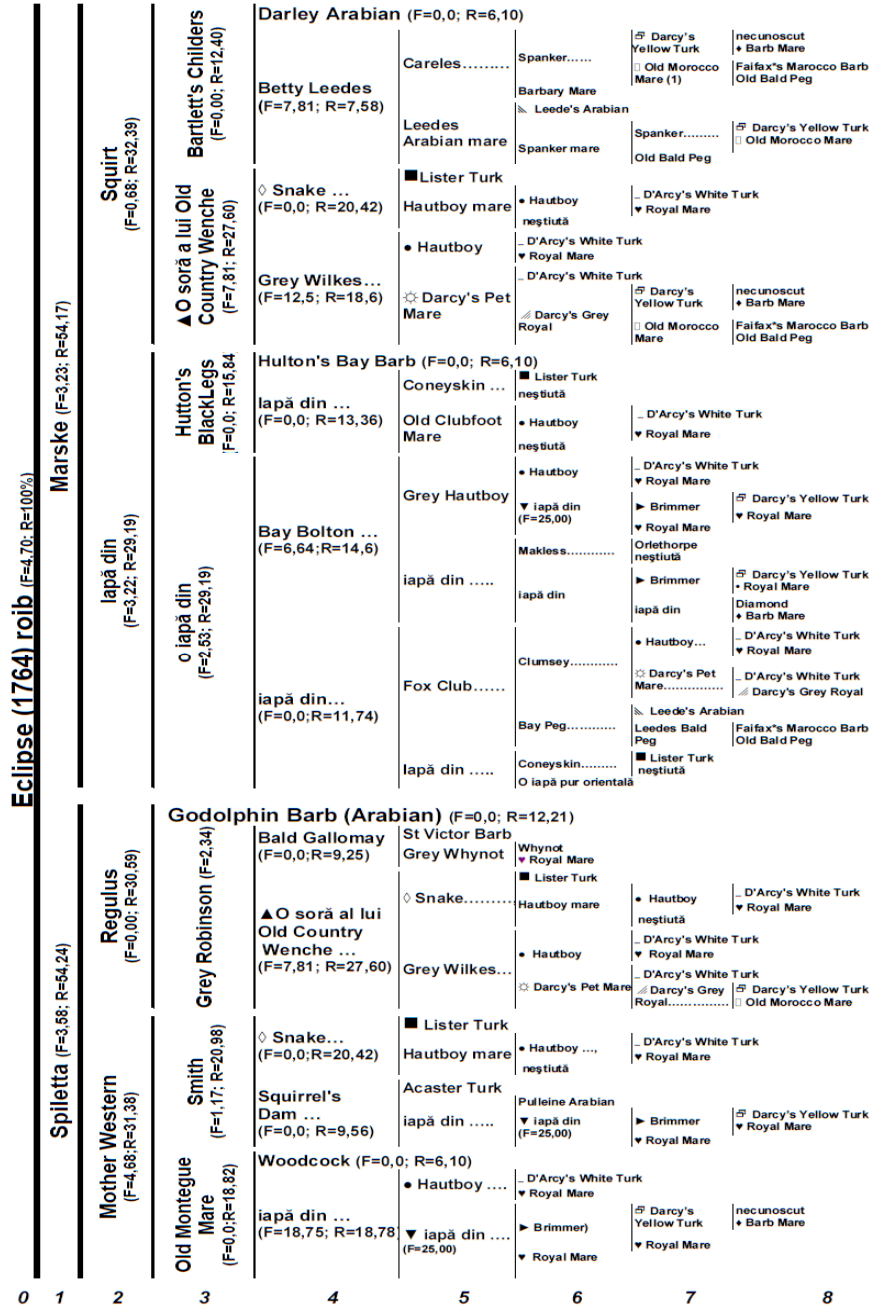 Eclipse (1764) roib (F=4,70; R=100%)
Marske (F=3,23; R=54,17)
Squirt
(F=0,68; R=32,39)
Bartlett's Childers
(F=0,00; R=12,40)
Darley Arabian (F=0,0; R=6,10)
Betty Leedes
(F=7,81; R=7,58)
Careles.........
Spanker......
Darcy's
Yellow Turk
necunoscut
♦ Barb Mare
Old Morocco
Mare (1)
Faifax*s Marocco Barb
Old Bald Peg
Barbary Mare
Leedes
Arabian mare
Leede's Arabian
Spanker mare
Spanker.........
Darcy's Yellow Turk
Old Morocco Mare
Old Bald Peg
▲O soră a lui Old
Country Wenche
(F=7,81; R=27,60)
◊ Snake ...
(F=0,0; R=20,42)
■Lister Turk
Hautboy mare
• Hautboy
neştiută
_ D'Arcy's White Turk
♥ Royal Mare
Grey Wilkes...
(F=12,5; R=18,6)
• Hautboy
_ D'Arcy's White Turk
♥ Royal Mare
☼ Darcy's Pet
Mare
_ D'Arcy's White Turk
Darcy's Grey
Royal
Darcy's
Yellow Turk
necunoscut
♦ Barb Mare
Old Morocco
Mare
Faifax*s Marocco Barb
Old Bald Peg
Iapă din
(F=3,22; R=29,19)
Hutton's
BlackLegs
(F=0,0; R=15,84
Hulton's Bay Barb (F=0,0; R=6,10)
Iapă din ...
(F=0,0; R=13,36)
Coneyskin ...
■ Lister Turk
neştiută
Old Clubfoot
Mare
• Hautboy
neştiută
_ D'Arcy's White Turk
♥ Royal Mare
o iapă din
(F=2,53; R=29,19)
Bay Bolton ...
(F=6,64;R=14,6)
Grey Hautboy
• Hautboy
_ D'Arcy's White Turk
♥ Royal Mare
▼ iapă din
(F=25,00)
► Brimmer
Darcy's Yellow Turk
♥ Royal Mare
♥ Royal Mare
iapă din .....
Makless............
Orlethorpe
neştiută
iapă din
► Brimmer
Darcy's Yellow Turk
• Royal Mare
iapă din
Diamond
♦ Barb Mare
iapă din...
(F=0,0;R=11,74)
Fox Club......
Clumsey............
• Hautboy...
_ D'Arcy's White Turk
♥ Royal Mare
☼ Darcy's Pet
Mare...............
_ D'Arcy's White Turk
Darcy's Grey Royal
Bay Peg............
Leede's Arabian
Leedes Bald
Peg
Faifax*s Marocco Barb
Old Bald Peg
Iapă din .....
Coneyskin.........
■ Lister Turk
neştiută
O iapă pur orientală
Spiletta (F=3,58; R=54,24)
Regulus
(F=0,00; R=30,59)
Godolphin Barb (Arabian) (F=0,0; R=12,21)
Grey Robinson (F=2,34)
Bald Gallomay
(F=0,0;R=9,25)
St Victor Barb
Grey Whynot
Whynot
♥ Royal Mare
▲O soră al lui
Old Country
Wenche ...
(F=7,81; R=27,60)
◊ Snake..........
■ Lister Turk
Hautboy mare
• Hautboy
neştiută
_ D'Arcy's White Turk
♥ Royal Mare
Grey Wilkes...
• Hautboy
_ D'Arcy's White Turk
♥ Royal Mare
☼ Darcy's Pet Mare
_ D'Arcy's White Turk
Darcy's Grey
Royal..............
Darcy's Yellow Turk
Old Morocco Mare
Mother Western
(F=4,68;R=31,38)
Smith
(F=1,17; R=20,98)
◊ Snake...
(F=0,0;R=20,42)
■ Lister Turk
Hautboy mare
• Hautboy ...,
neştiută
_ D'Arcy's White Turk
♥ Royal Mare
Squirrel's
Dam ...
(F=0,0; R=9,56)
Acaster Turk
iapă din .....
Pulleine Arabian
▼ iapă din
(F=25,00)
► Brimmer
Darcy's Yellow Turk
♥ Royal Mare
♥ Royal Mare
Old Montegue
Mare
(F=0,0;R=18,82)
Woodcock (F=0,0; R=6,10)
iapă din ...
(F=18,75; R=18,78)
• Hautboy ....
_ D'Arcy's White Turk
♥ Royal Mare
▼ iapă din ....
(F=25,00)
► Brimmer)
Darcy's
Yellow Turk
necunoscut
♦ Barb Mare
♥ Royal Mare
♥ Royal Mare
0 1 2 3 4 5 6 7 8